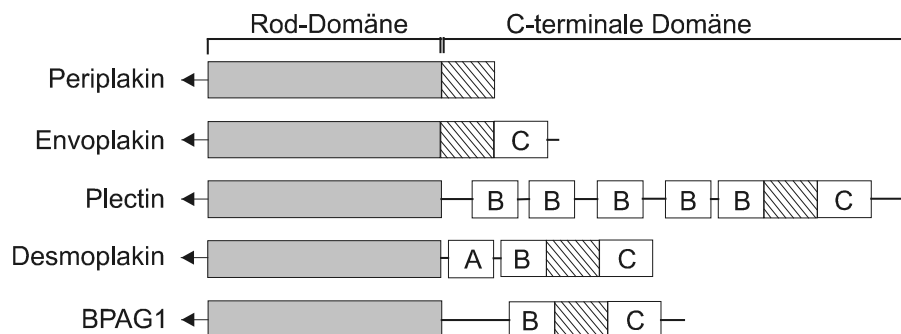 Rod-Domäne C-terminale Domäne
Periplakin
Envoplakin C
Plectin B B B B B C
Desmoplakin A B C
BPAG1 B C